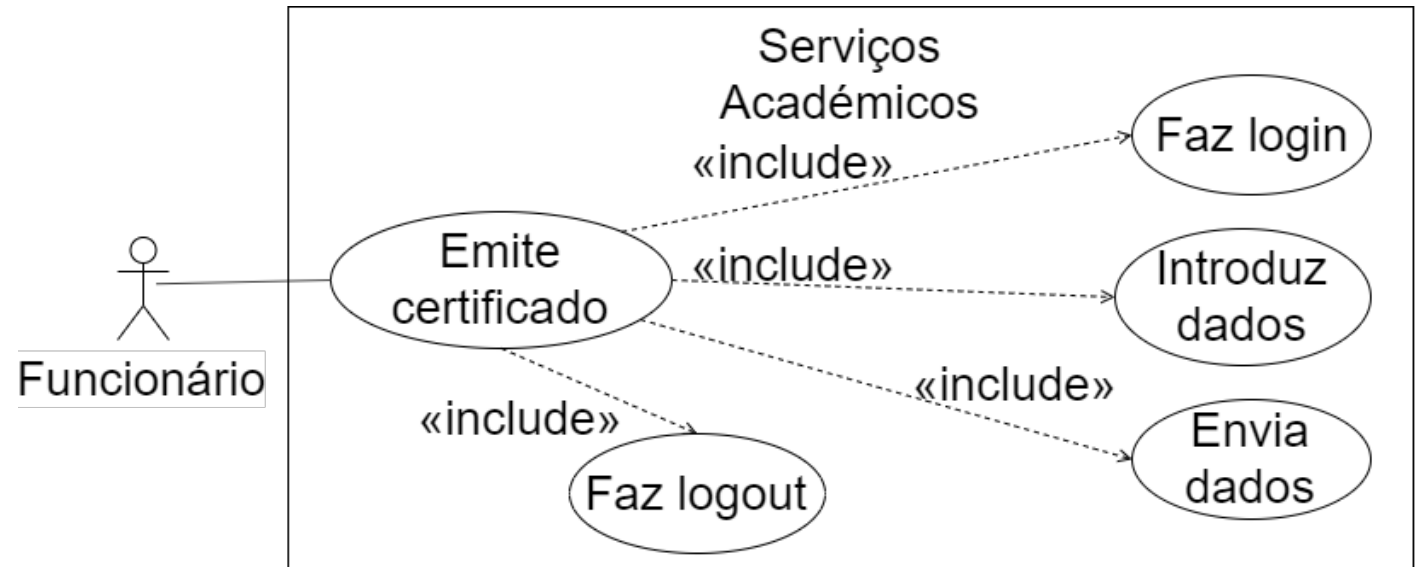 Serviços
Académicos
Faz login
«include»
Emite
certificado
«include»
Introduz
dados
Funcionário
«include»
Envia
dados
«include»
Faz logout